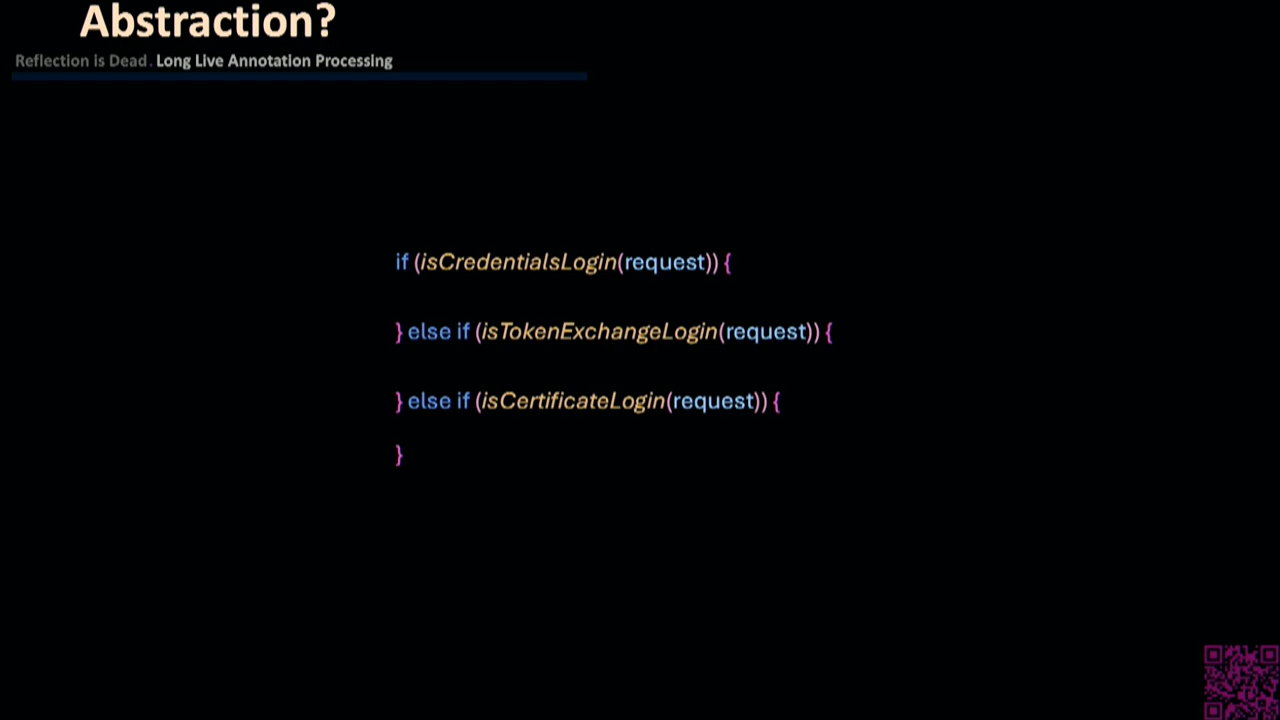 Abstraction?
Reflection is Dead. Long Live Annotation Processing
if (isCredentialsLogin(request)) {
} else if (isTokenExchangeLogin(request)) {
} else if (isCertificateLogin(request)) {
}